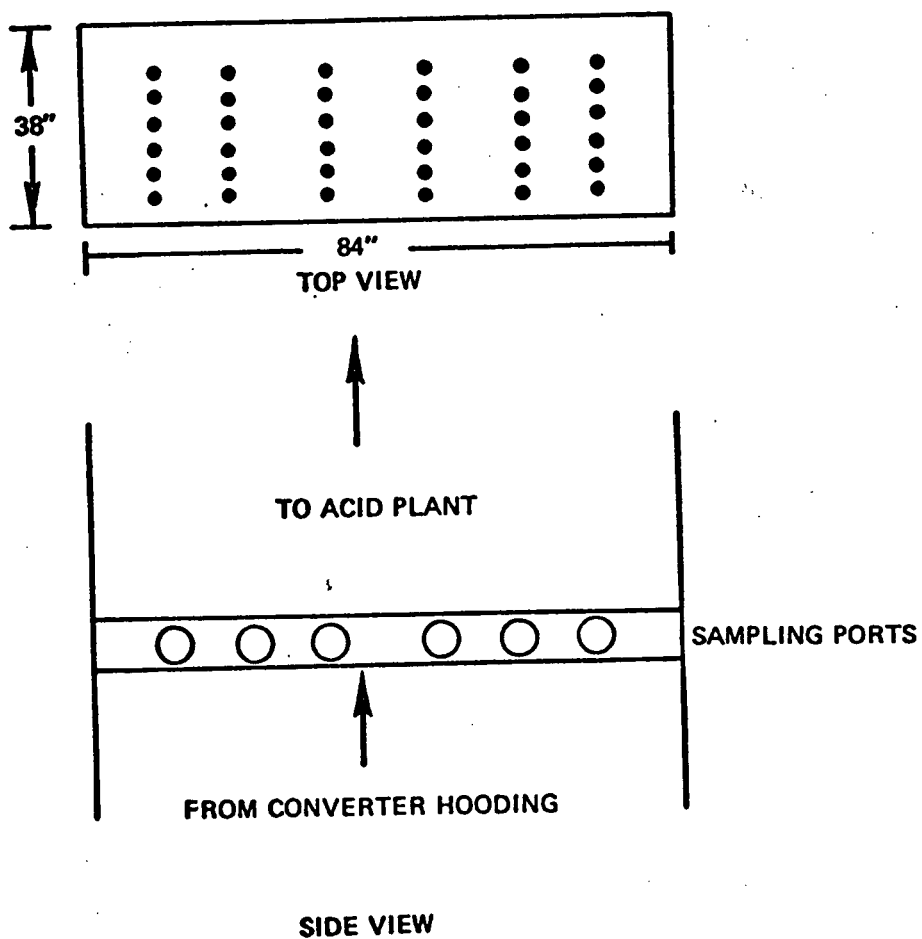 38"
84"
TOP VIEW
TO ACID PLANT
SAMPLING PORTS
FROM CONVERTER HOODING
SIDE VIEW